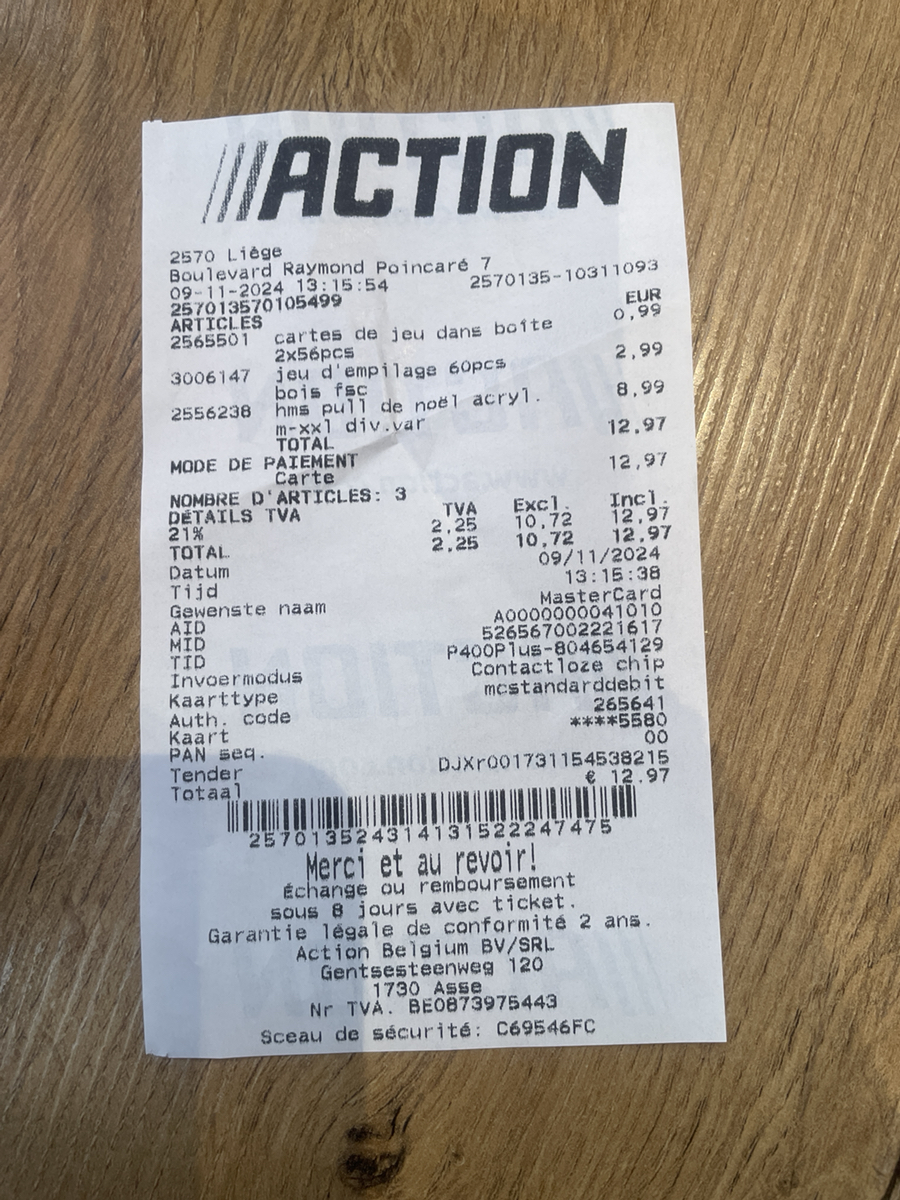 ACTION
2570 Liège
Boulevard Raymond Poincaré 7
09-11-2024 13:15:54 2570135-10311093
257013570105499 EUR
ARTICLES 0,99
2565501 cartes de jeu dans boîte
2x56pcs 2,99
3006147 jeu d'empilage 60pcs
bois fsc 8,99
2556238 hms pull de noël acryl.
m-xxl div.var 12,97
TOTAL
MODE DE PAIEMENT 12,97
Carte
NOMBRE D'ARTICLES: 3
DÉTAILS TVA TVA Excl. Incl.
21% 2,25 10,72 12,97
TOTAL 2,25 10,72 12,97
Datum 09/11/2024
Tijd 13:15:38
Gewenste naam MasterCard
AID A0000000041010
MID 526567002221617
TID P400Plus-804654129
Invoermodus Contactloze chip
Kaarttype mcstandarddebit
Auth. code 265641
Kaart ****5580
PAN seq. 00
Tender DJXr001731154538215
Totaal € 12.97
2570135243141315222​47475
Merci et au revoir!
Échange ou remboursement
sous 8 jours avec ticket.
Garantie légale de conformité 2 ans.
Action Belgium BV/SRL
Gentsesteenweg 120
1730 Asse
Nr TVA. BE0873975443
Sceau de sécurité: C69546FC